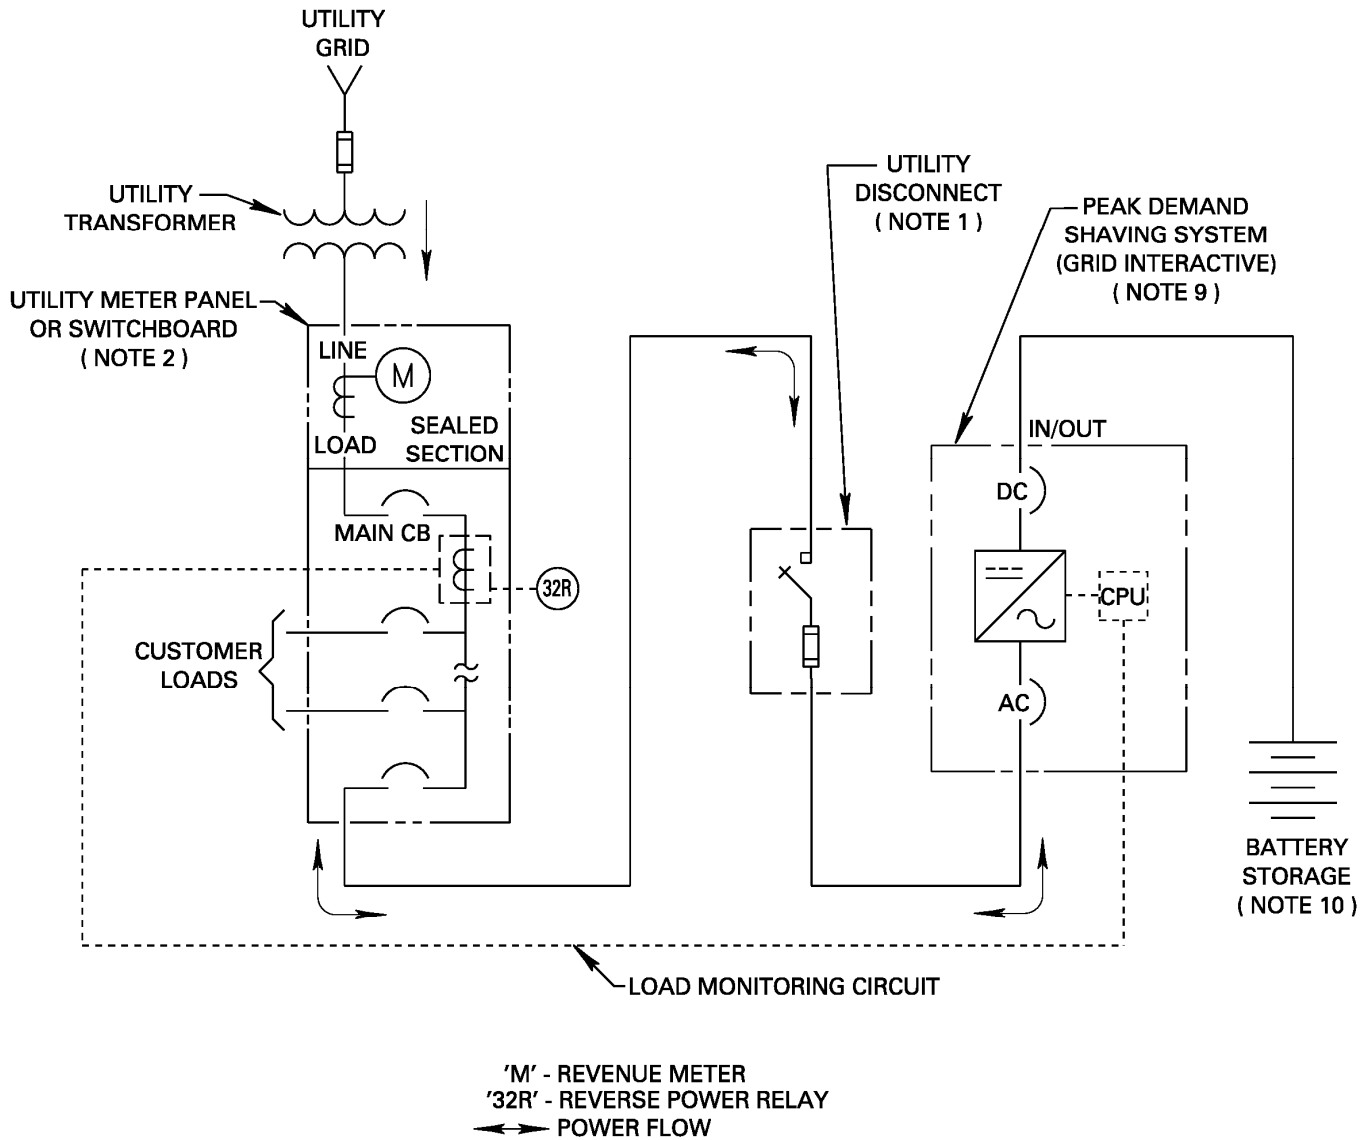 UTILITY
GRID
UTILITY
TRANSFORMER
UTILITY METER PANEL
OR SWITCHBOARD
( NOTE 2 )
LINE
M
LOAD
SEALED
SECTION
MAIN CB
32R
CUSTOMER
LOADS
UTILITY
DISCONNECT
( NOTE 1 )
PEAK DEMAND
SHAVING SYSTEM
(GRID INTERACTIVE)
( NOTE 9 )
IN/OUT
DC
CPU
AC
BATTERY
STORAGE
( NOTE 10 )
LOAD MONITORING CIRCUIT
'M' - REVENUE METER
'32R' - REVERSE POWER RELAY
POWER FLOW